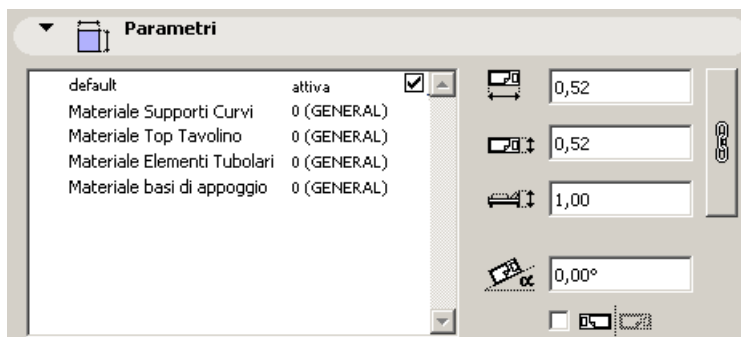 Parametri
default attiva
Materiale Supporti Curvi 0 (GENERAL)
Materiale Top Tavolino 0 (GENERAL)
Materiale Elementi Tubolari 0 (GENERAL)
Materiale basi di appoggio 0 (GENERAL)
0,52
0,52
1,00
α 0,00°